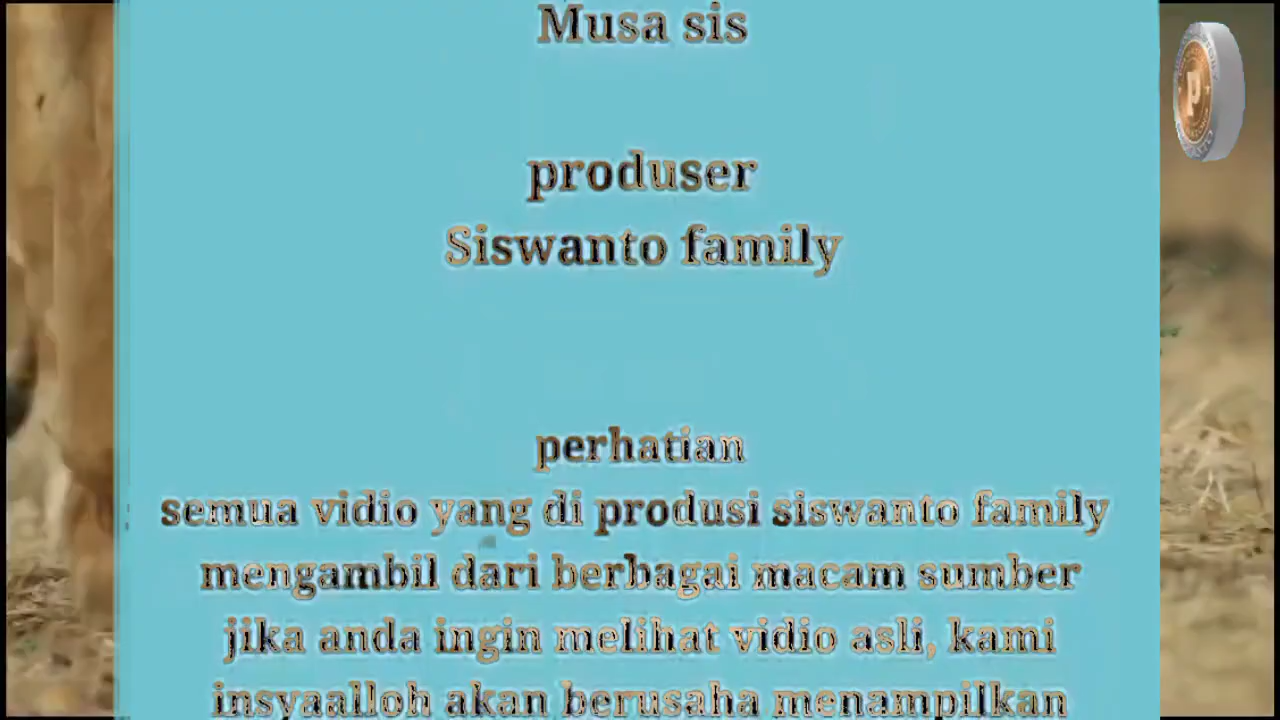 Musa sis
produser
Siswanto family
perhatian
semua vidio yang di produsi siswanto family
mengambil dari berbagai macam sumber
jika anda ingin melihat vidio asli, kami
insyaalloh akan berusaha menampilkan
P